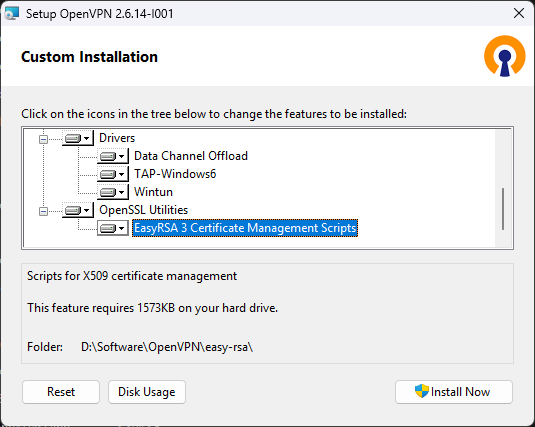 Setup OpenVPN 2.6.14-I001
Custom Installation
Click on the icons in the tree below to change the features to be installed:
Drivers
Data Channel Offload
TAP-Windows6
Wintun
OpenSSL Utilities
EasyRSA 3 Certificate Management Scripts
Scripts for X509 certificate management
This feature requires 1573KB on your hard drive.
Folder: D:\Software\OpenVPN\easy-rsa\
Reset Disk Usage Install Now